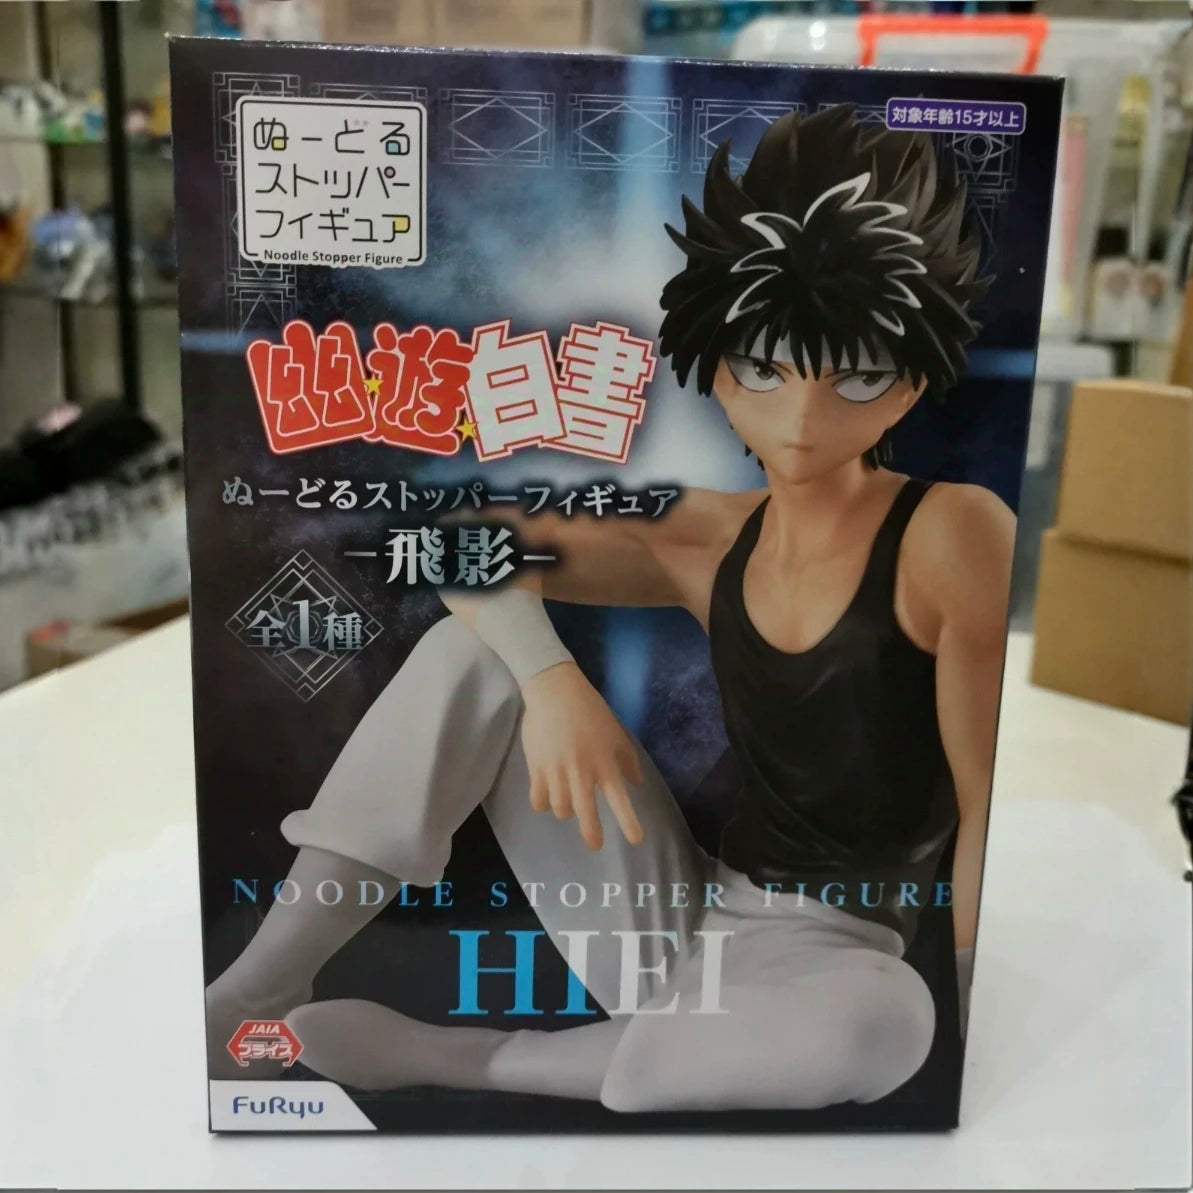 対象年齢15才以上
ぬーどる
ストッパー
フィギュア
Noodle Stopper Figure
幽遊白書
ぬーどるストッパーフィギュア
-飛影-
全1種
NOODLE STOPPER FIGURE
HIEI
JAIA
プライズ
FuRyu